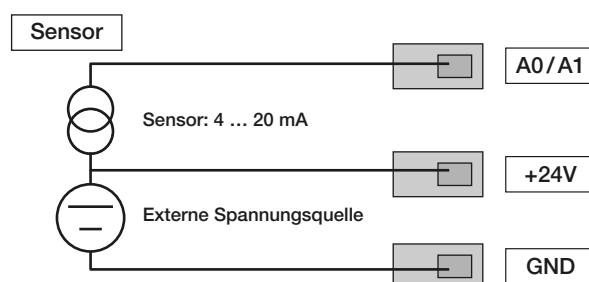 Sensor
A0/A1
Sensor: 4 … 20 mA
+24V
Externe Spannungsquelle
GND